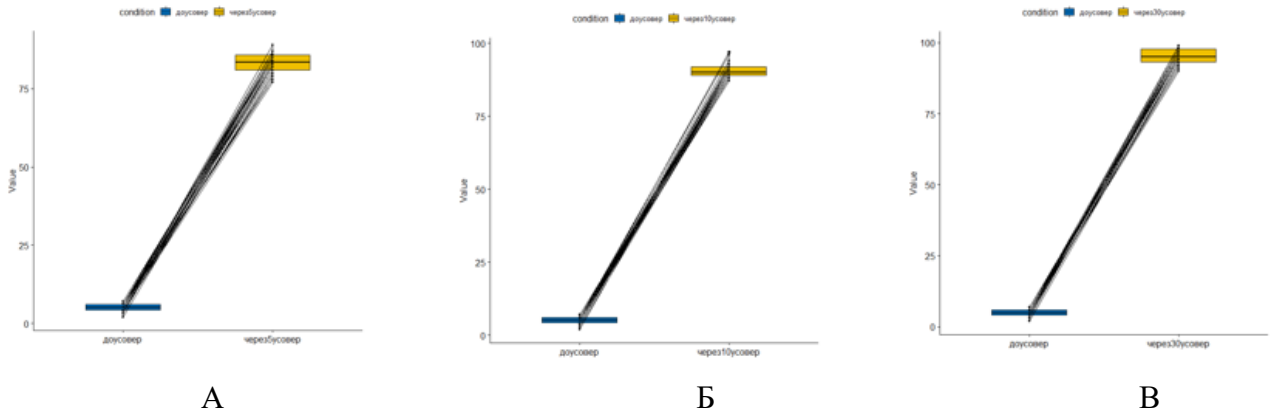 condition доусовер через5усовер
Value
75
50
25
0
доусовер через5усовер
А
condition доусовер через10усовер
Value
100
75
50
25
0
доусовер через10усовер
Б
condition доусовер через30усовер
Value
100
75
50
25
0
доусовер через30усовер
В